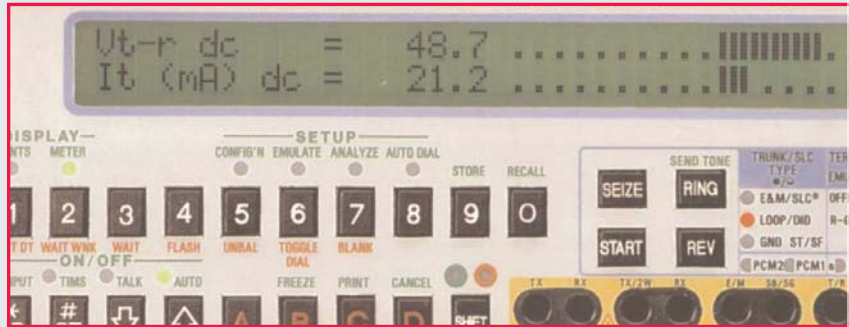 Vt-r dc = 48.7
It (mA) dc = 21.2
DISPLAY SETUP
METER CONFIG'N EMULATE ANALYZE AUTO DIAL STORE RECALL
SEND TONE TRUNK/SLC TYPE
SEIZE RING
E&M/SLC®
LOOP/DID
1 2 3 4 5 6 7 8 9 0
WAIT WNK WAIT FLASH UNBAL TOGGLE DIAL BLANK
START REV
GND ST/SF
PCM2 PCM1
ON/OFF
TIMS TALK AUTO FREEZE PRINT CANCEL
TX RX TX/2W RX E/M SB/SG T/R
# A B C D SHIFT